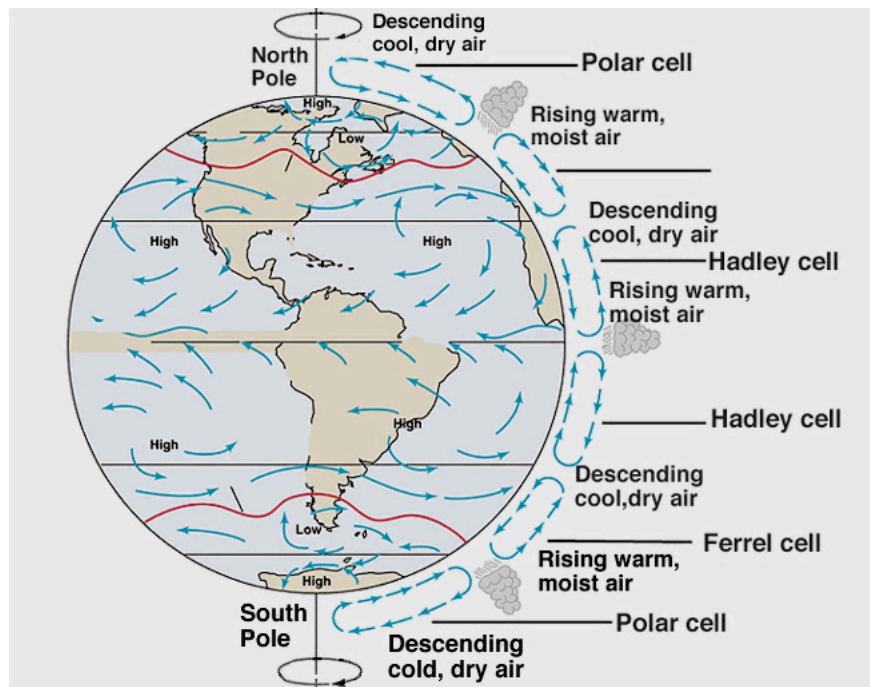 Descending
cool, dry air
North
Pole
Polar cell
High
Rising warm,
moist air
Low
Descending
cool, dry air
High
High
Hadley cell
Rising warm,
moist air
Hadley cell
High
High
Descending
cool,dry air
Low
Ferrel cell
Rising warm,
moist air
High
South
Pole
Polar cell
Descending
cold, dry air